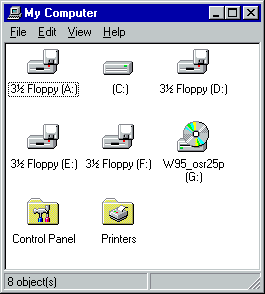 My Computer
File Edit View Help
3½ Floppy (A:) (C:) 3½ Floppy (D:)
3½ Floppy (E:) 3½ Floppy (F:) W95_osr25p
(G:)
Control Panel Printers
8 object(s)